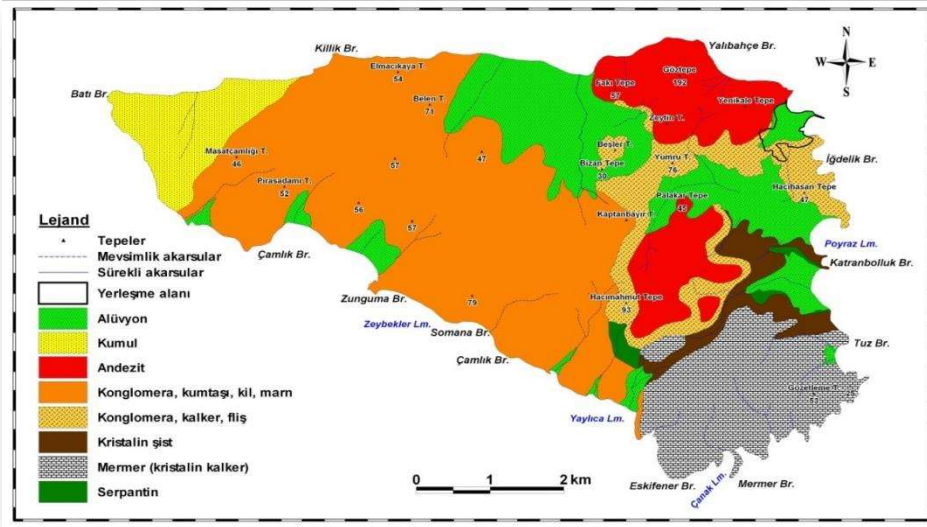 N
W E
S
Killik Br.
Yalıbahçe Br.
Elmacıkaya T.
54
Göztepe
192
Fakı Tepe
57
Batı Br.
Belen T.
73
Yenikale Tepe
Zeytin T.
Masatçamlığı T.
46
57
47
Beşler T.
Bizan Tepe
30
Yumru T.
76
İğdelik Br.
Pırasadamı T.
52
Hacıhasan Tepe
47
56
57
Kaptanbayır T.
Palakar Tepe
45
Lejand
Tepeler
Mevsimlik akarsular
Sürekli akarsular
Yerleşme alanı
Alüvyon
Kumul
Andezit
Konglomera, kumtaşı, kil, marn
Konglomera, kalker, fliş
Kristalin şist
Mermer (kristalin kalker)
Serpantin
Çamlık Br.
Poyraz Lm.
Katranbolluk Br.
Zunguma Br.
79
Hacımahmut Tepe
93
Zeybekler Lm.
Somana Br.
Tuz Br.
Çamlık Br.
Gözetleme T.
Yaylıca Lm.
0 1 2 km
Eskifener Br.
Çanak Lm.
Mermer Br.